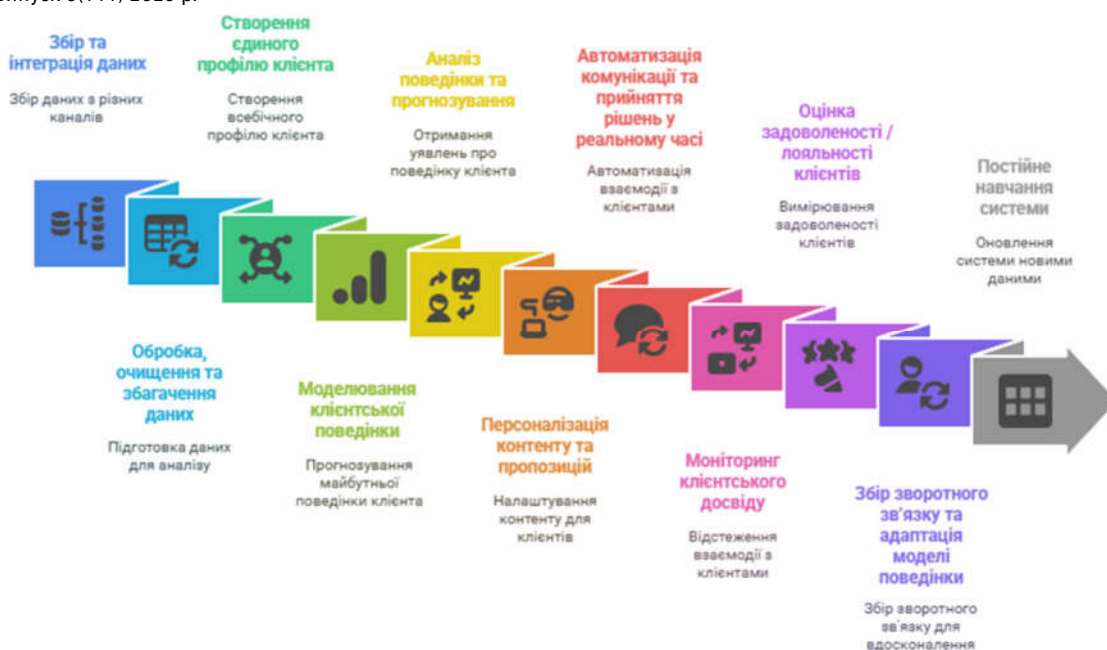 Збір та
інтеграція даних
Збір даних з різних
каналів
Обробка,
очищення та
збагачення
даних
Підготовка даних
для аналізу
Створення
єдиного
профілю клієнта
Створення
всебічного
профілю клієнта
Моделювання
клієнтської
поведінки
Прогнозування
майбутньої
поведінки клієнта
Аналіз
поведінки та
прогнозування
Отримання
уявлень про
поведінку клієнта
Персоналізація
контенту та
пропозицій
Налаштування
контенту для
клієнтів
Автоматизація
комунікації та
прийняття
рішень у
реальному часі
Автоматизація
взаємодії з
клієнтами
Моніторинг
клієнтського
досвіду
Відстеження
взаємодії з
клієнтами
Оцінка
задоволеності /
лояльності
клієнтів
Вимірювання
задоволеності
клієнтів
Збір зворотного
зв'язку та
адаптація
моделі
поведінки
Збір зворотного
зв'язку для
вдосконалення
Постійне
навчання
системи
Оновлення
системи новими
даними